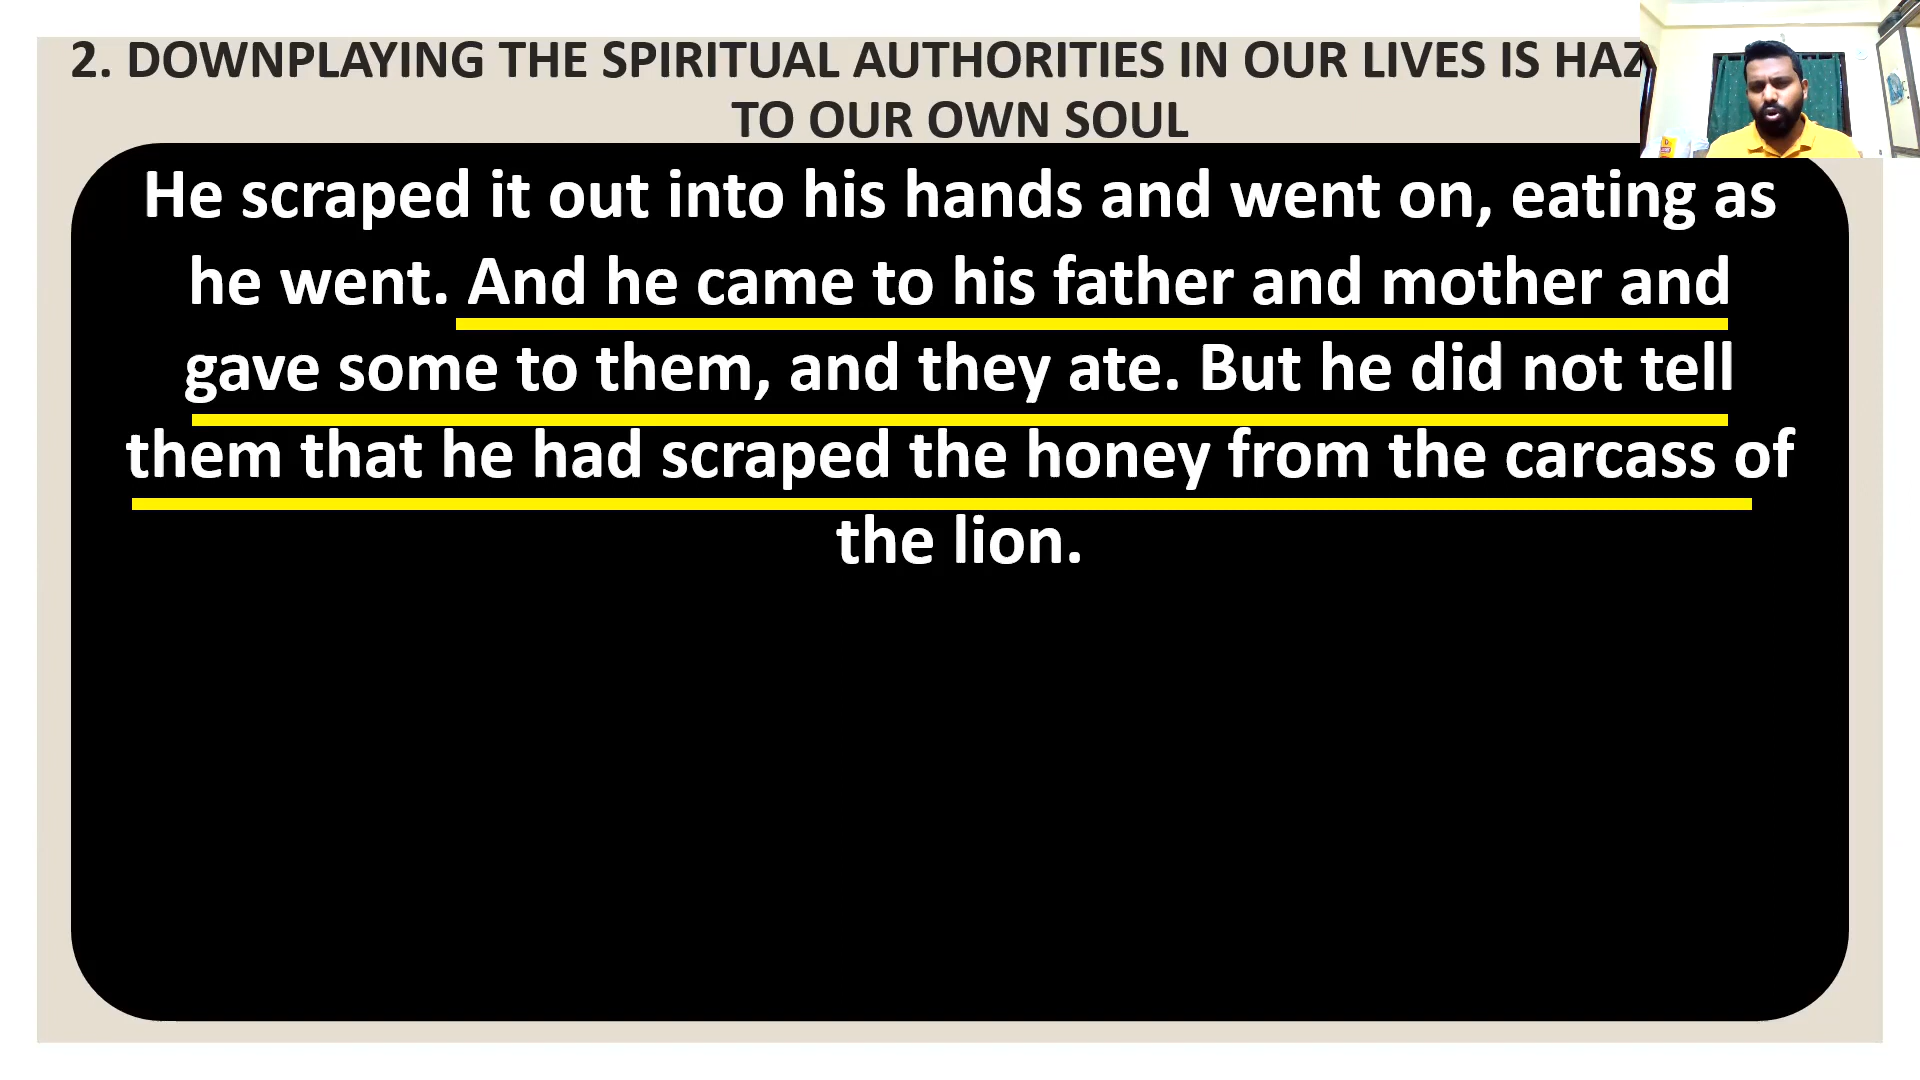 2. DOWNPLAYING THE SPIRITUAL AUTHORITIES IN OUR LIVES IS
TO OUR OWN SOUL
He scraped it out into his hands and went on, eating as
he went. And he came to his father and mother and
gave some to them, and they ate. But he did not tell
them that he had scraped the honey from the carcass of
the lion.